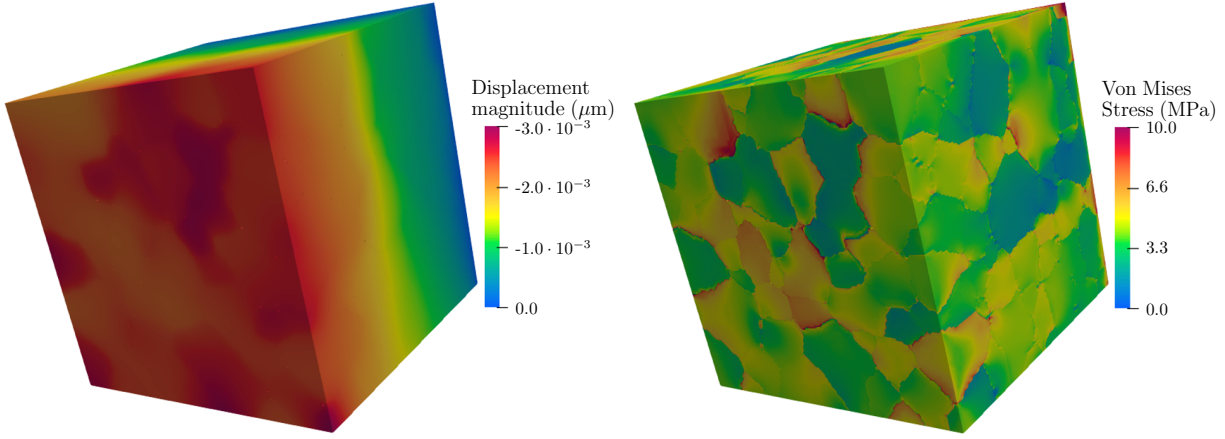 Displacement
magnitude (μm)
-3.0 · 10⁻³
-2.0 · 10⁻³
-1.0 · 10⁻³
0.0
Von Mises
Stress (MPa)
10.0
6.6
3.3
0.0